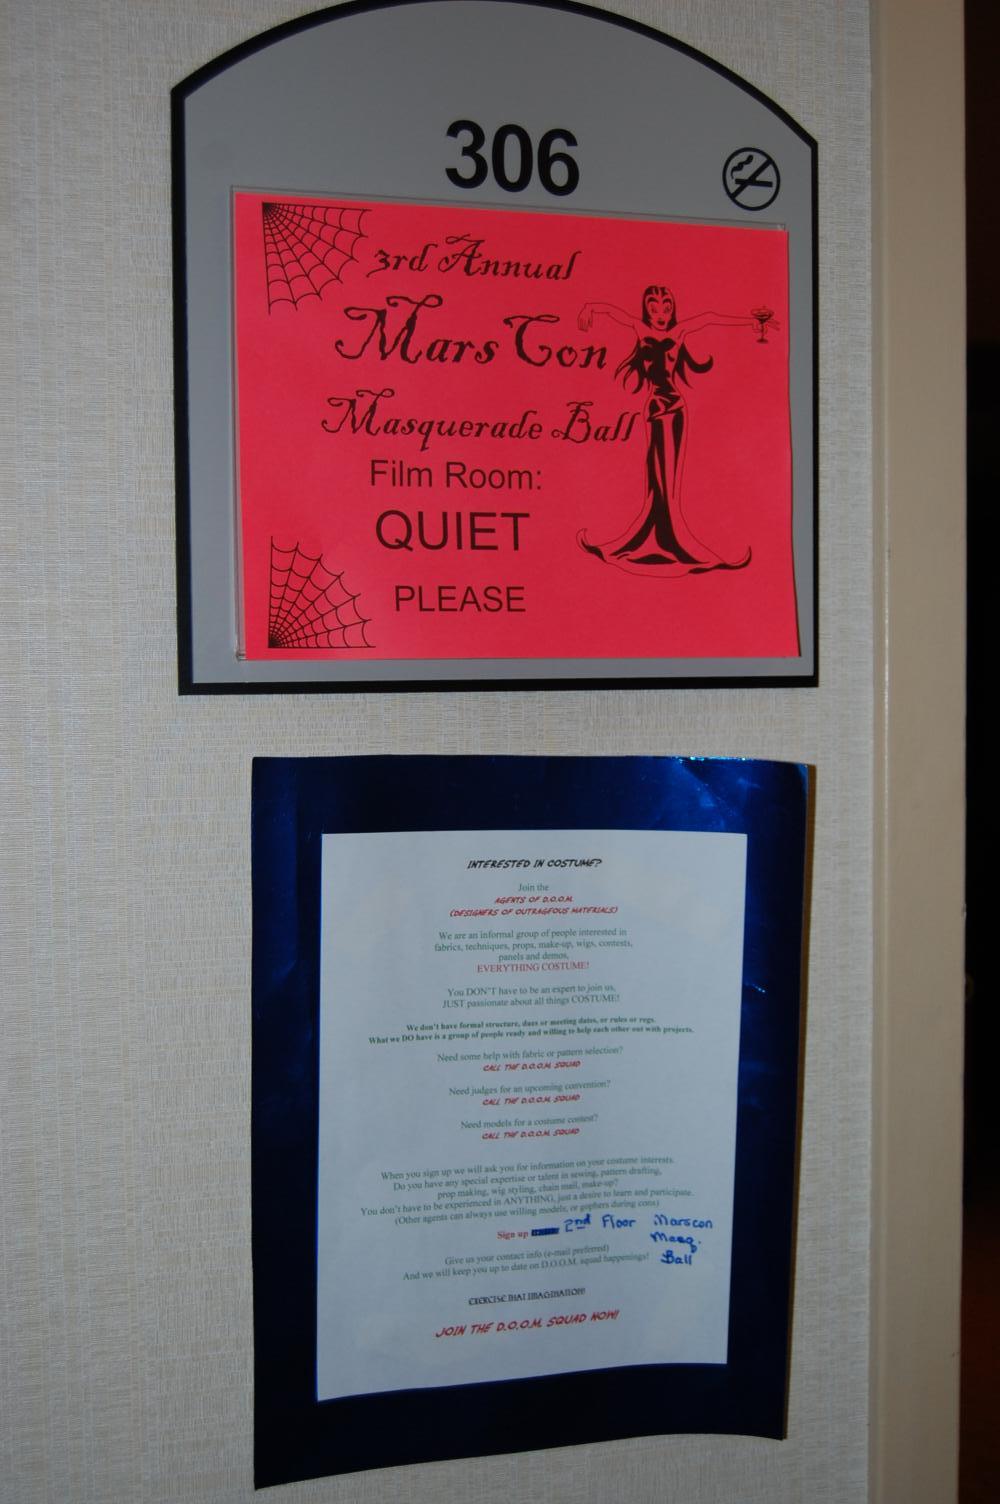 306
3rd Annual
Mars Con
Masquerade Ball
Film Room:
QUIET
PLEASE
INTERESTED IN COSTUME?
Join the
AGENTS OF D.O.O.M.
(DESIGNERS OF OUTRAGEOUS MATERIALS)
We are an informal group of people interested in
fabrics, techniques, props, make-up, wigs, contests,
panels and demos,
EVERYTHING COSTUME!
You DON'T have to be an expert to join us,
JUST passionate about all things COSTUME!
We don't have formal structure, dues or meeting dates, or rules or regs.
What we DO have is a group of people ready and willing to help each other out with projects.
Need some help with fabric or pattern selection?
CALL THE D.O.O.M. SQUAD
Need judges for an upcoming convention?
CALL THE D.O.O.M. SQUAD
Need models for a costume contest?
CALL THE D.O.O.M. SQUAD
When you sign up we will ask you for information on your costume interests.
Do you have any special expertise or talent in sewing, pattern drafting,
prop making, wig styling, chain mail, make-up?
You don't have to be experienced in ANYTHING, just a desire to learn and participate.
(Other agents can always use willing models, or gophers during cons)
Sign up 2nd Floor Marscon
Masq.
Ball
Give us your contact info (e-mail preferred)
And we will keep you up to date on D.O.O.M. squad happenings!
EXERCISE THAT IMAGINATION!
JOIN THE D.O.O.M. SQUAD NOW!